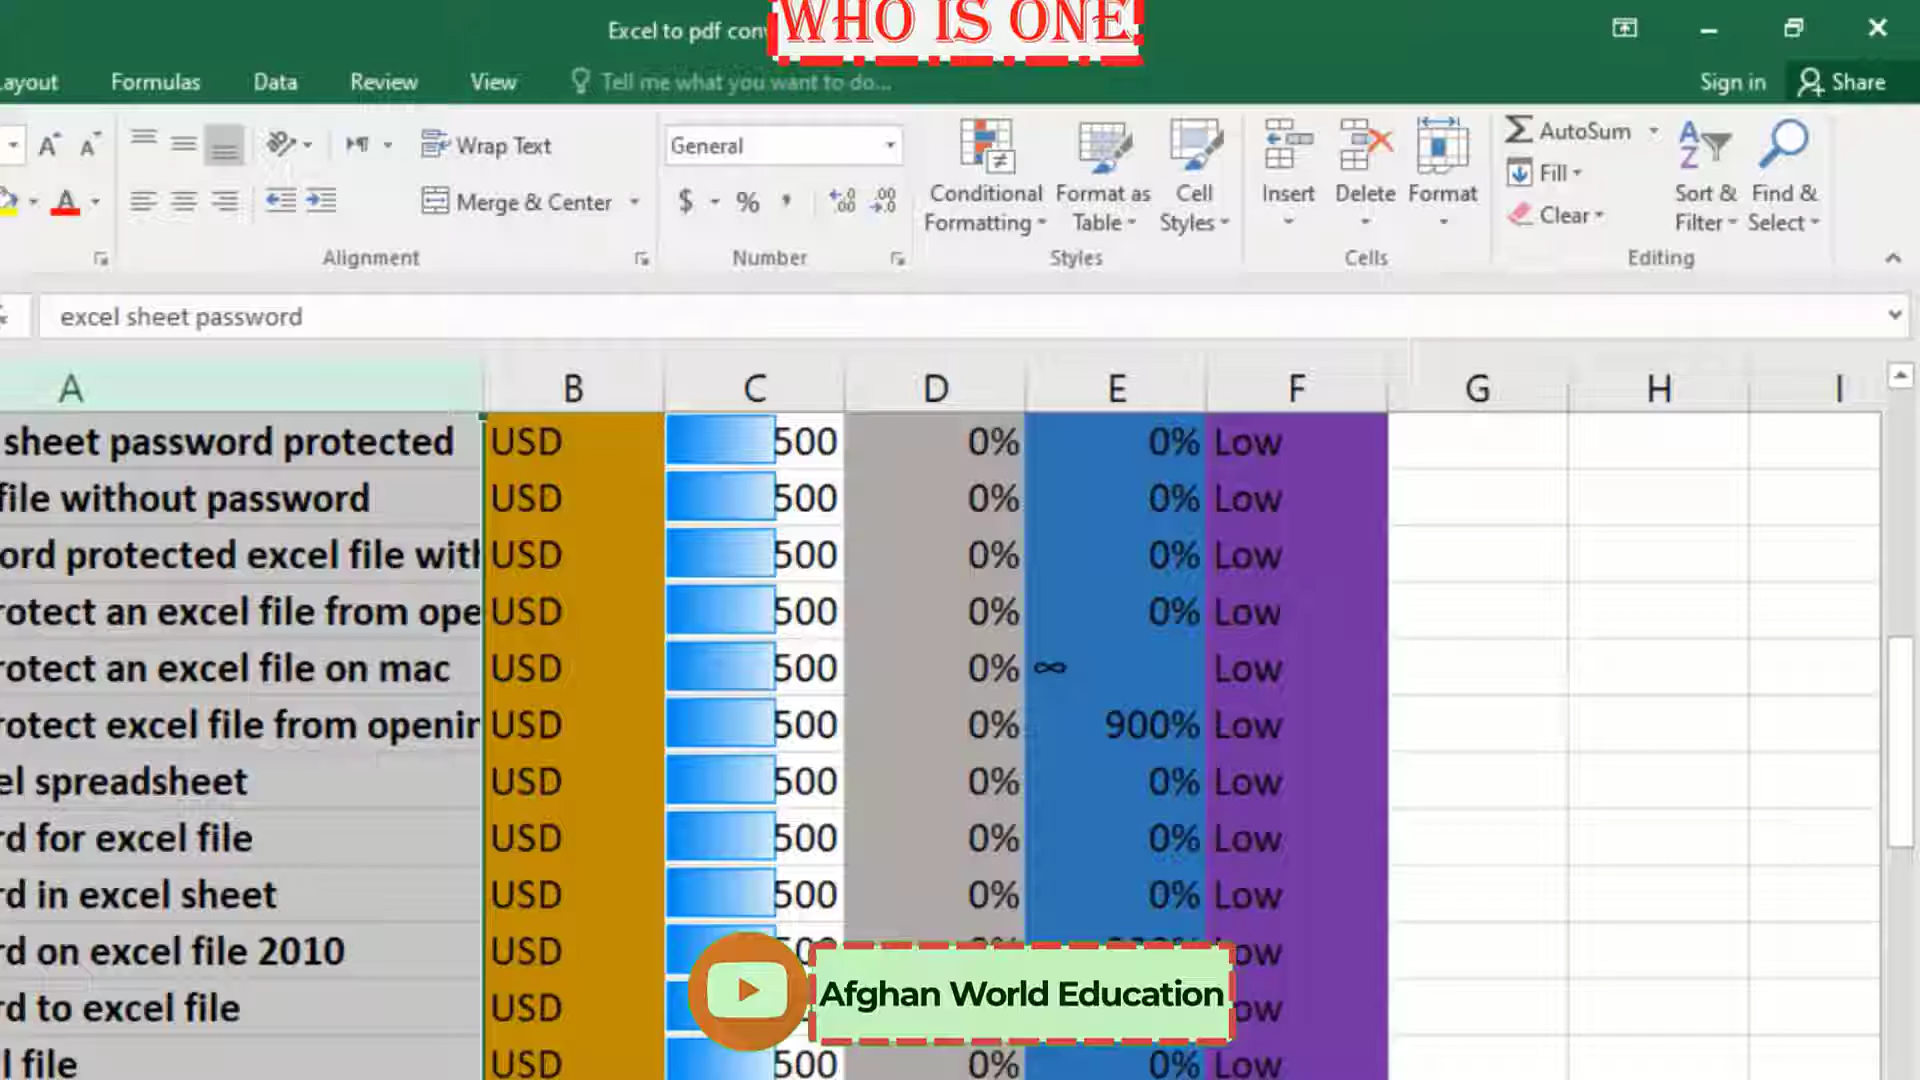 WHO IS ONE!
Excel to pdf conv
Layout Formulas Data Review View Tell me what you want to do... Sign in Share
Wrap Text General AutoSum
Merge & Center $ % Fill
Conditional Formatting Format as Table Cell Styles Insert Delete Format Clear Sort & Filter Find & Select
Alignment Number Styles Cells Editing
excel sheet password
A B C D E F G H I
sheet password protected USD 500 0% 0% Low
file without password USD 500 0% 0% Low
ord protected excel file with USD 500 0% 0% Low
rotect an excel file from ope USD 500 0% 0% Low
rotect an excel file on mac USD 500 0% ∞ Low
rotect excel file from openin USD 500 0% 900% Low
el spreadsheet USD 500 0% 0% Low
rd for excel file USD 500 0% 0% Low
rd in excel sheet USD 500 0% 0% Low
rd on excel file 2010 USD Low
rd to excel file USD Low
l file USD 500 0% 0% Low
Afghan World Education